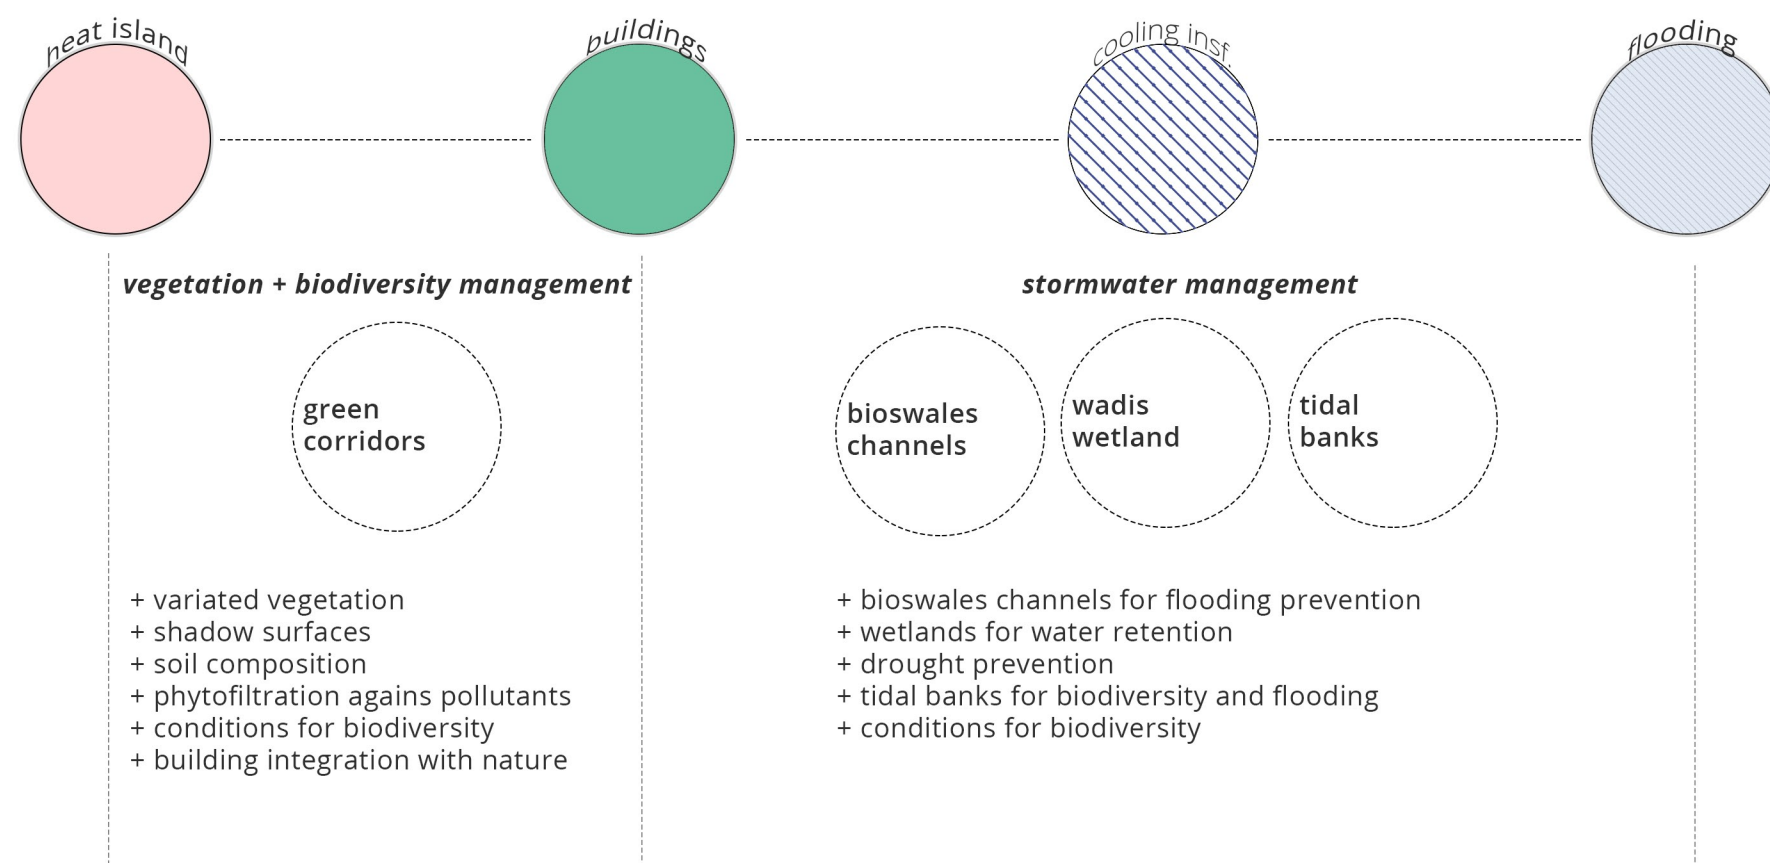 heat island
buildings
cooling insf.
flooding
vegetation + biodiversity management
stormwater management
green
corridors
bioswales
channels
wadis
wetland
tidal
banks
+ variated vegetation
+ shadow surfaces
+ soil composition
+ phytofiltration agains pollutants
+ conditions for biodiversity
+ building integration with nature
+ bioswales channels for flooding prevention
+ wetlands for water retention
+ drought prevention
+ tidal banks for biodiversity and flooding
+ conditions for biodiversity